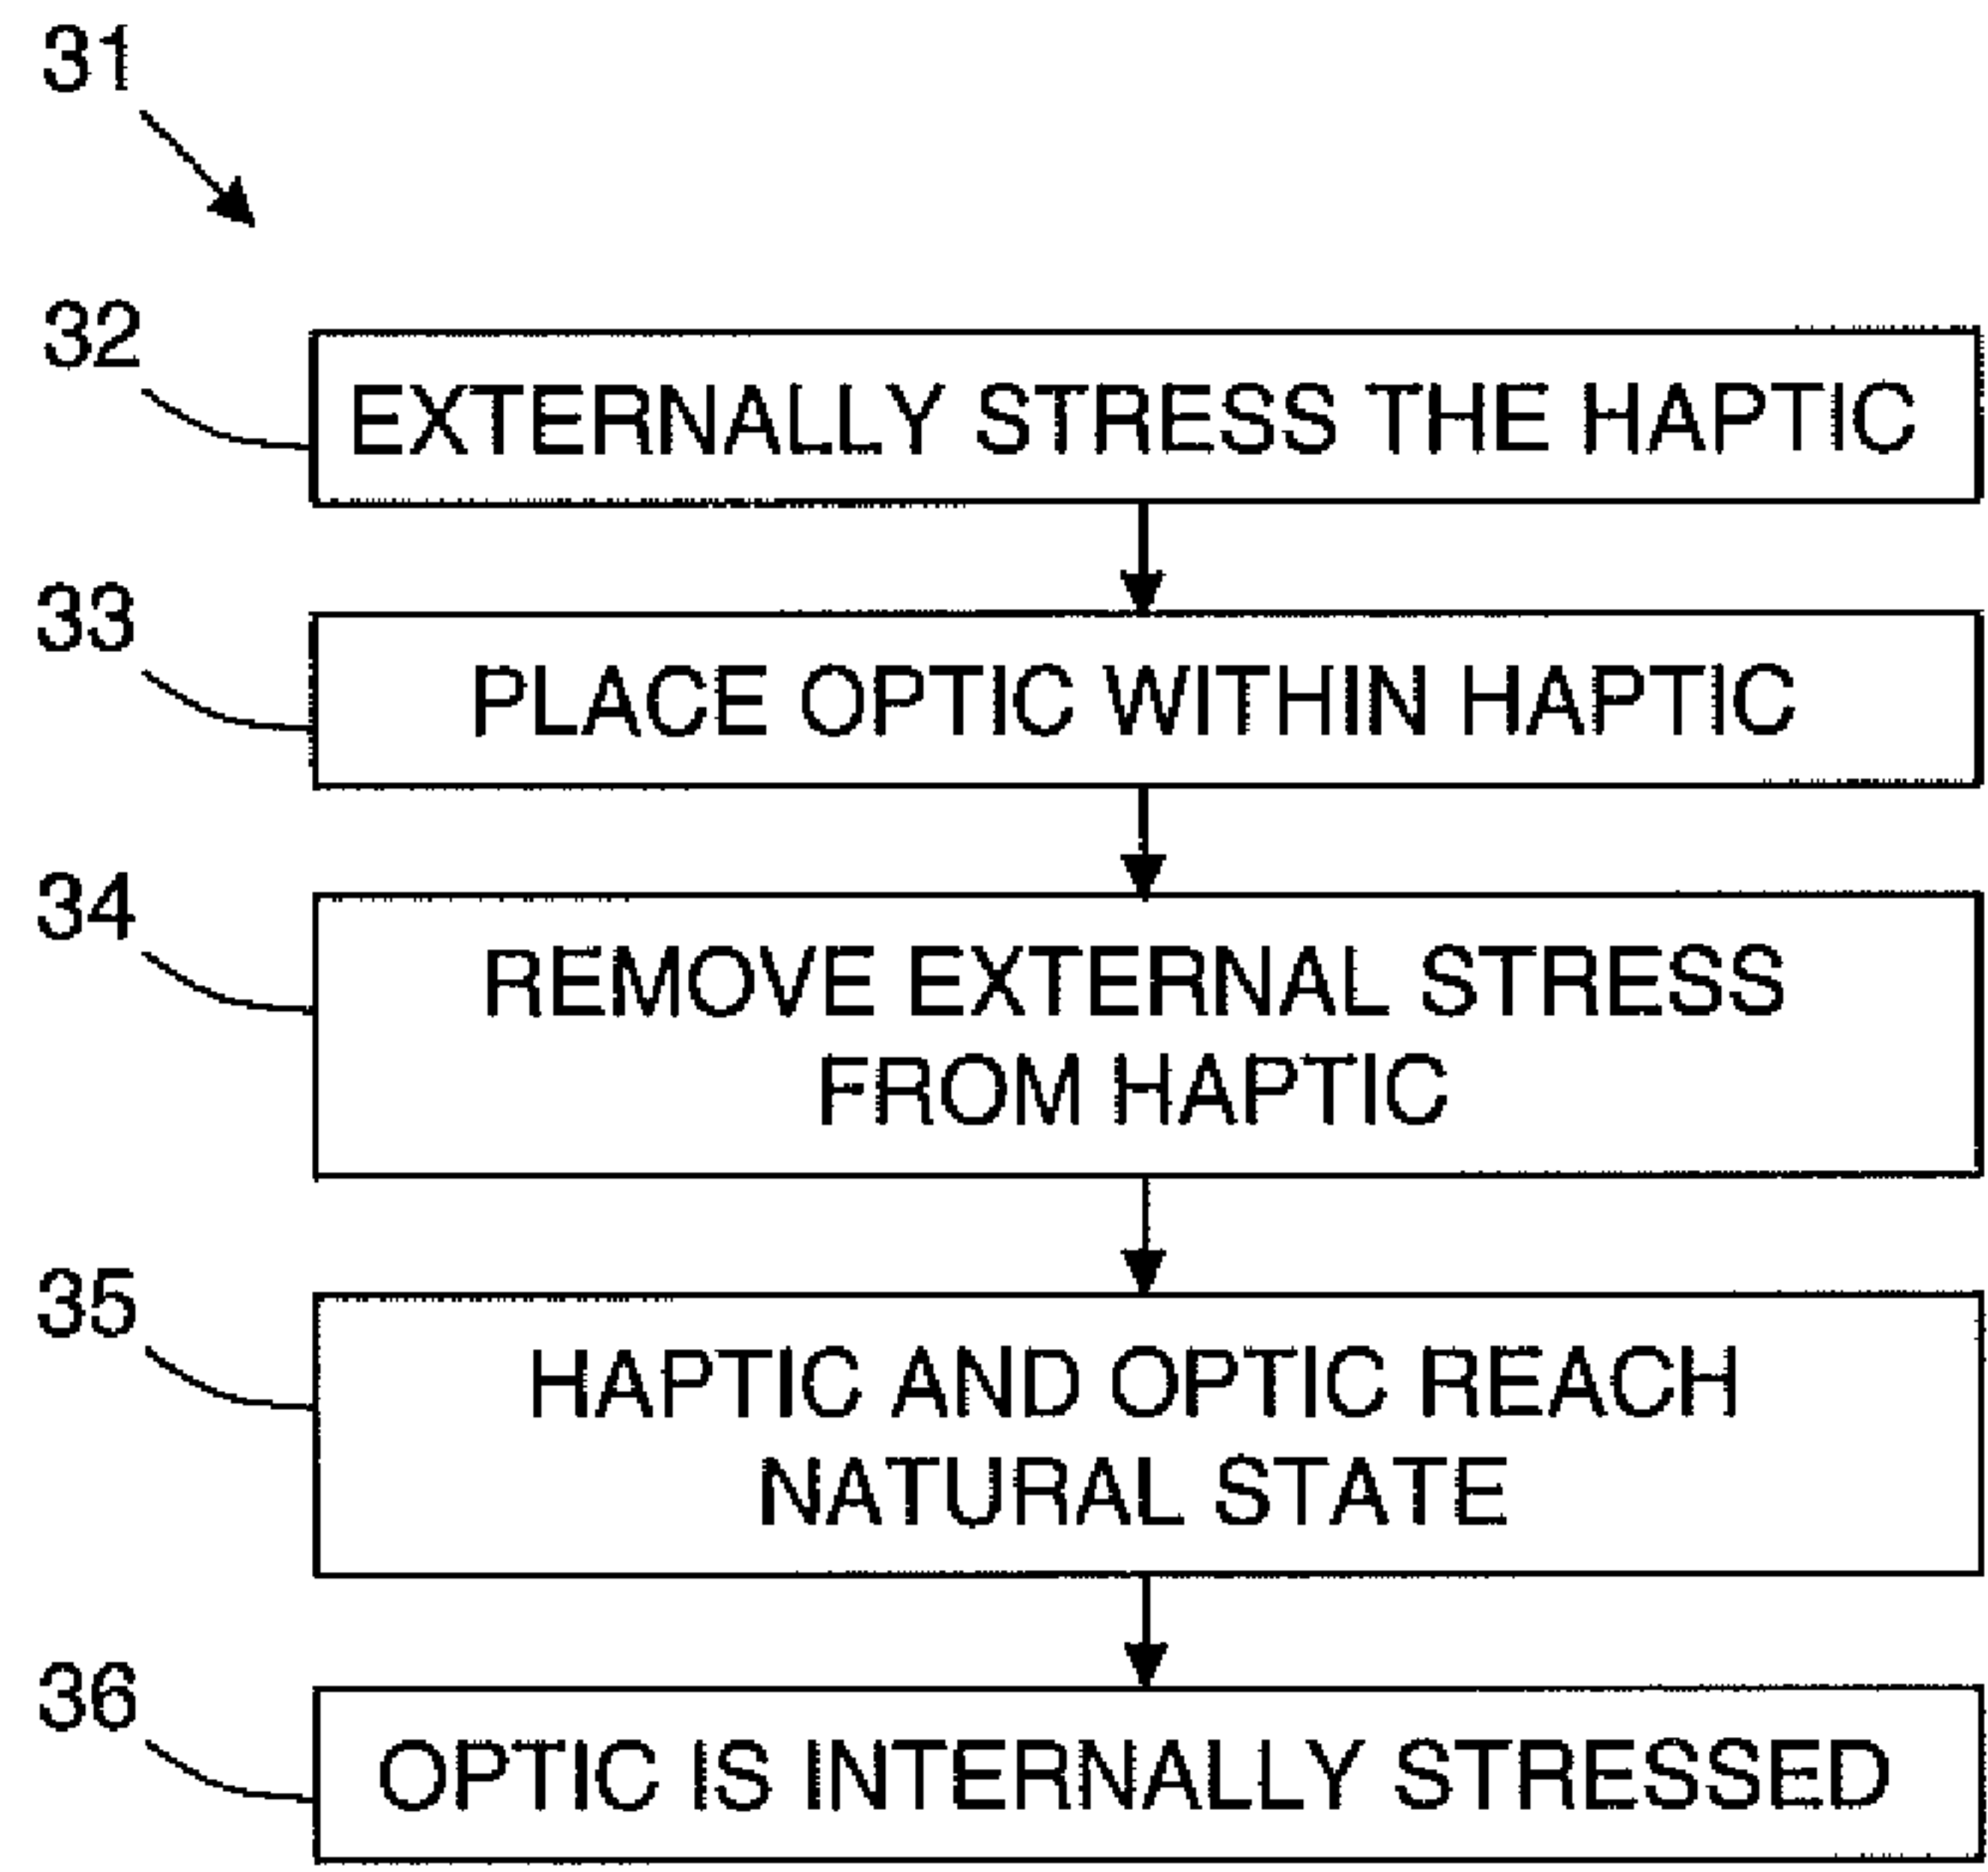 31
32
EXTERNALLY STRESS THE HAPTIC
33
PLACE OPTIC WITHIN HAPTIC
34
REMOVE EXTERNAL STRESS
FROM HAPTIC
35
HAPTIC AND OPTIC REACH
NATURAL STATE
36
OPTIC IS INTERNALLY STRESSED